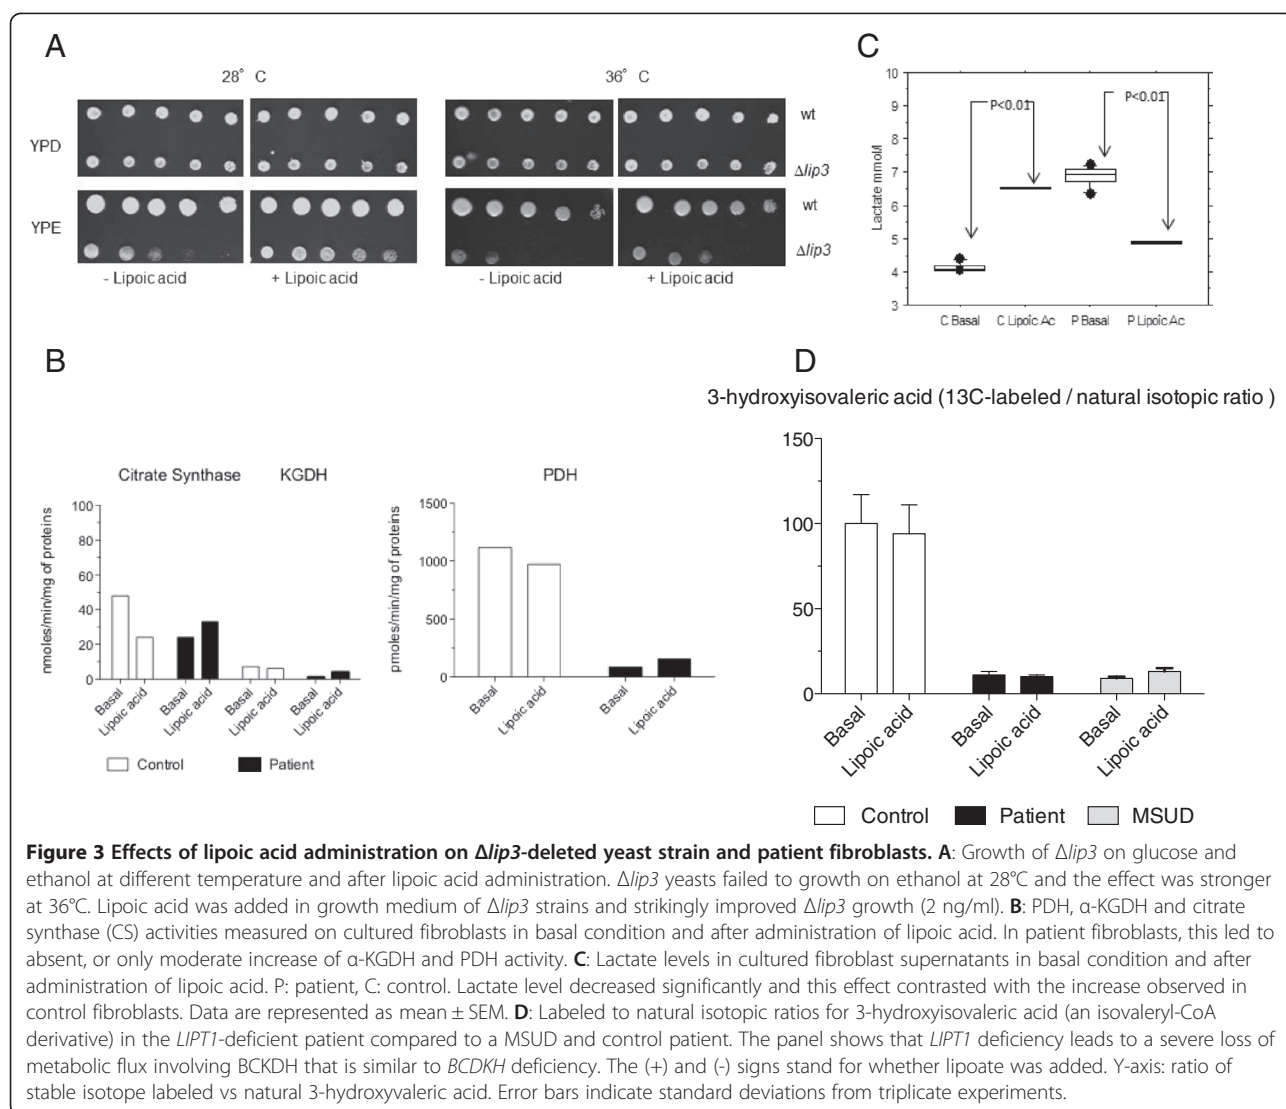 A
28° C
36° C
YPD
wt
Δlip3
YPE
wt
Δlip3
- Lipoic acid
+ Lipoic acid
- Lipoic acid
+ Lipoic acid
C
Lactate mmol/l
10
9
8
7
6
5
4
3
P<0.01
P<0.01
C Basal
C Lipoic Ac
P Basal
P Lipoic Ac
B
Citrate Synthase
KGDH
nmoles/min/mg of proteins
100
80
60
40
20
0
Basal
Lipoic acid
Basal
Lipoic acid
Basal
Lipoic acid
Basal
Lipoic acid
Control
Patient
PDH
pmoles/min/mg of proteins
1500
1000
500
0
Basal
Lipoic acid
Basal
Lipoic acid
D
3-hydroxyisovaleric acid (13C-labeled / natural isotopic ratio )
150
100
50
0
Basal
Lipoic acid
Basal
Lipoic acid
Basal
Lipoic acid
Control
Patient
MSUD
Figure 3 Effects of lipoic acid administration on Δlip3-deleted yeast strain and patient fibroblasts. A: Growth of Δlip3 on glucose and
ethanol at different temperature and after lipoic acid administration. Δlip3 yeasts failed to growth on ethanol at 28°C and the effect was stronger
at 36°C. Lipoic acid was added in growth medium of Δlip3 strains and strikingly improved Δlip3 growth (2 ng/ml). B: PDH, α-KGDH and citrate
synthase (CS) activities measured on cultured fibroblasts in basal condition and after administration of lipoic acid. In patient fibroblasts, this led to
absent, or only moderate increase of α-KGDH and PDH activity. C: Lactate levels in cultured fibroblast supernatants in basal condition and after
administration of lipoic acid. P: patient, C: control. Lactate level decreased significantly and this effect contrasted with the increase observed in
control fibroblasts. Data are represented as mean ± SEM. D: Labeled to natural isotopic ratios for 3-hydroxyisovaleric acid (an isovaleryl-CoA
derivative) in the LIPT1-deficient patient compared to a MSUD and control patient. The panel shows that LIPT1 deficiency leads to a severe loss of
metabolic flux involving BCKDH that is similar to BCDKH deficiency. The (+) and (-) signs stand for whether lipoate was added. Y-axis: ratio of
stable isotope labeled vs natural 3-hydroxyvaleric acid. Error bars indicate standard deviations from triplicate experiments.